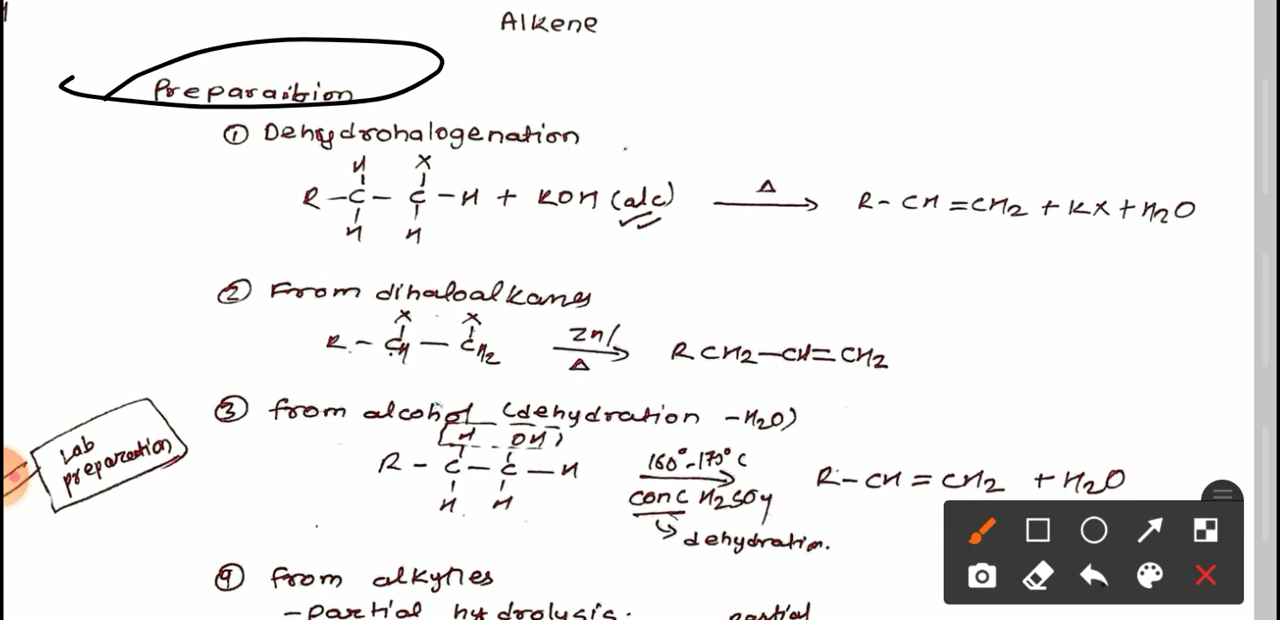 Alkene
Preparaibion
① Dehydrohalogenation
H X
R - C - C - H + KOH (alc) Δ → R - CH = CH2 + KX + H2O
H H
② From dihaloalkanes
X X
R - CH — CH2 Zn/ Δ → RCH2 — CH = CH2
③ from alcohol (dehydration - H2O)
H OH
R - C - C - H 160° - 170° C → R - CH = CH2 + H2O
H H conc H2SO4
↳ dehydration.
Lab
preparation
④ from alkynes
- partial hydrolysis. partial